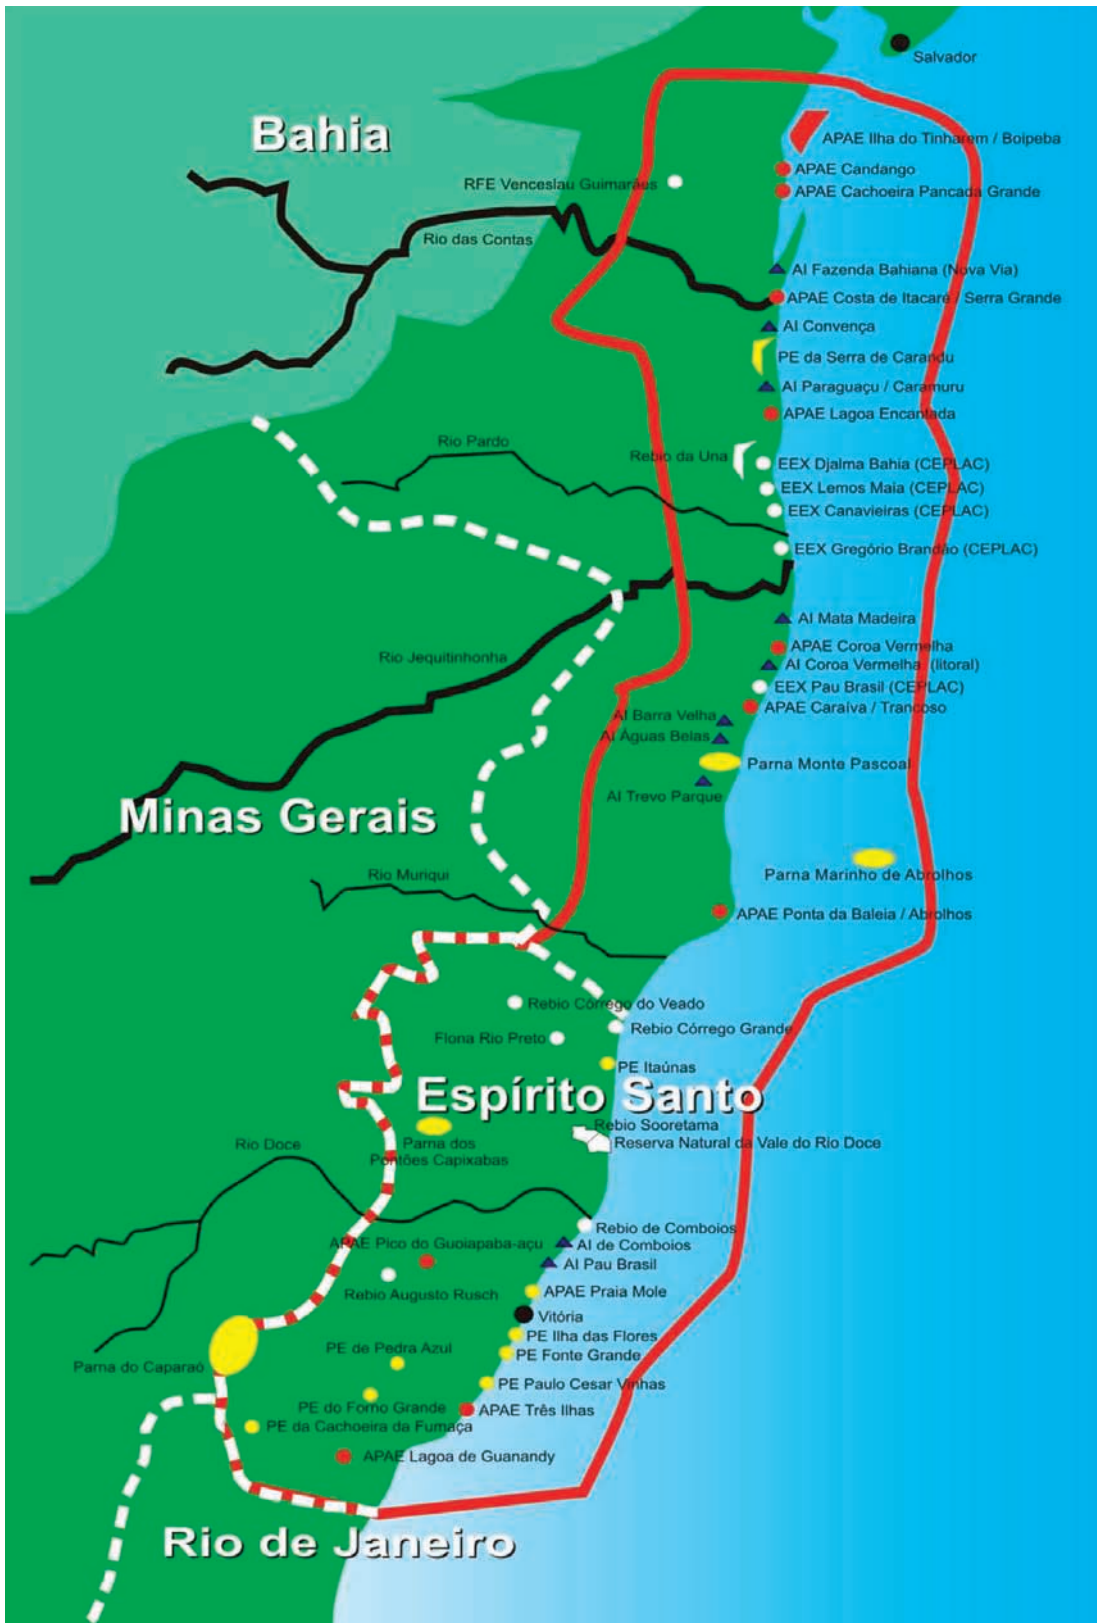 Salvador
Bahia
APAE Ilha do Tinharem / Boipeba
APAE Candango
RFE Venceslau Guimarães
APAE Cachoeira Pancada Grande
Rio das Contas
AI Fazenda Bahiana (Nova Via)
APAE Costa de Itacaré / Serra Grande
AI Convença
PE da Serra de Carandu
AI Paraguaçu / Caramuru
APAE Lagoa Encantada
Rio Pardo
Rebio da Una
EEX Djalma Bahia (CEPLAC)
EEX Lemos Maia (CEPLAC)
EEX Canavieiras (CEPLAC)
EEX Gregório Brandão (CEPLAC)
AI Mata Madeira
APAE Coroa Vermelha
Rio Jequitinhonha
AI Coroa Vermelha (litoral)
EEX Pau Brasil (CEPLAC)
APAE Caraíva / Trancoso
AI Barra Velha
AI Águas Belas
Parna Monte Pascoal
AI Trevo Parque
Minas Gerais
Rio Muriqui
Parna Marinho de Abrolhos
APAE Ponta da Baleia / Abrolhos
Rebio Córrego do Veado
Rebio Córrego Grande
Flona Rio Preto
PE Itaúnas
Espírito Santo
Rebio Sooretama
Reserva Natural da Vale do Rio Doce
Rio Doce
Parna dos
Pontões Capixabas
Rebio de Comboios
APAE Pico do Guoiapaba-açu
AI de Comboios
AI Pau Brasil
Rebio Augusto Rusch
APAE Praia Mole
Vitória
PE Ilha das Flores
PE de Pedra Azul
PE Fonte Grande
Parna do Caparaó
PE Paulo Cesar Vinhas
PE do Forno Grande
APAE Três Ilhas
PE da Cachoeira da Fumaça
APAE Lagoa de Guanandy
Rio de Janeiro